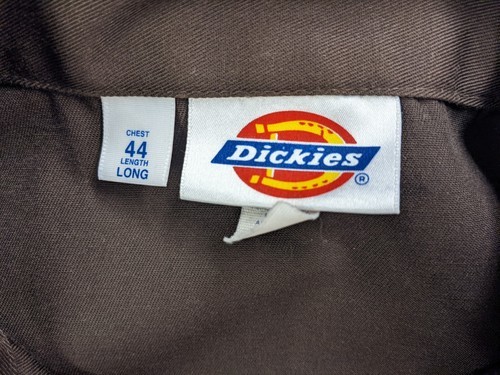 CHEST
44
LENGTH
LONG
Dickies
®